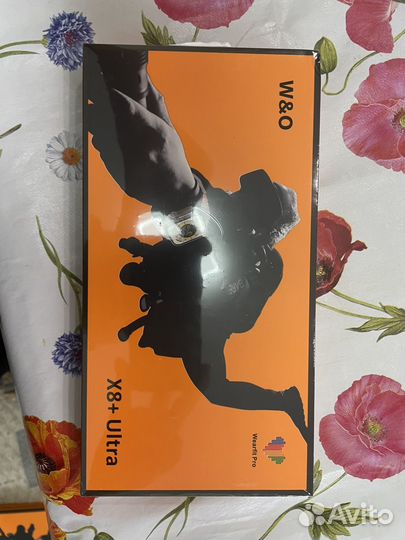 W&O
X8+ Ultra
Wearfit Pro
Avito